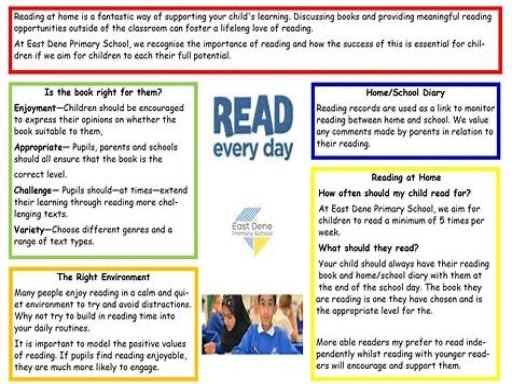 Reading at home is a fantastic way of supporting your child's learning. Discussing books and providing meaningful reading
opportunities outside of the classroom can foster a lifelong love of reading.
At East Dene Primary School, we recognise the importance of reading and how the success of this is essential for chil-
dren if we aim for children to each their full potential.
Is the book right for them?
Enjoyment—Children should be encouraged
to express their opinions on whether the
book suitable to them,
Appropriate— Pupils, parents and schools
should all ensure that the book is the
correct level.
Challenge— Pupils should—at times—extend
their learning through reading more chal-
lenging texts.
Variety—Choose different genres and a
range of text types.
The Right Environment
Many people enjoy reading in a calm and qui-
et environment to try and avoid distractions.
Why not try to build in reading time into
your daily routines.
It is important to model the positive values
of reading. If pupils find reading enjoyable,
they are much more likely to engage.
READ
every day
East Dene
Primary School
Home/School Diary
Reading records are used as a link to monitor
reading between home and school. We value
any comments made by parents in relation to
their reading.
Reading at Home
How often should my child read for?
At East Dene Primary School, we aim for
children to read a minimum of 5 times per
week.
What should they read?
Your child should always have their reading
book and home/school diary with them at
the end of the school day. The book they
are reading is one they have chosen and is
the appropriate level for the.
More able readers my prefer to read inde-
pendently whilst reading with younger read-
ers will encourage and support them.